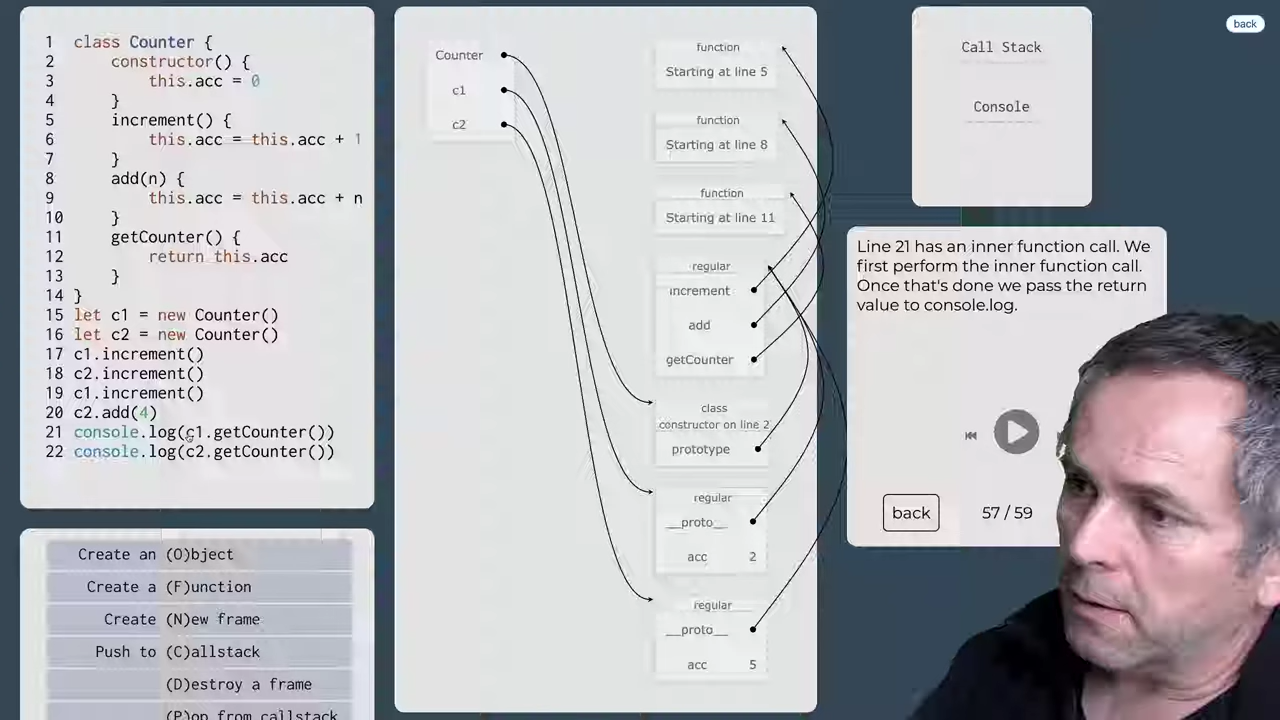 back
1 class Counter {
2 constructor() {
3 this.acc = 0
4 }
5 increment() {
6 this.acc = this.acc + 1
7 }
8 add(n) {
9 this.acc = this.acc + n
10 }
11 getCounter() {
12 return this.acc
13 }
14 }
15 let c1 = new Counter()
16 let c2 = new Counter()
17 c1.increment()
18 c2.increment()
19 c1.increment()
20 c2.add(4)
21 console.log(c1.getCounter())
22 console.log(c2.getCounter())
Create an (O)bject
Create a (F)unction
Create (N)ew frame
Push to (C)allstack
(D)estroy a frame
(P)op from callstack
Counter
c1
c2
function
Starting at line 5
function
Starting at line 8
function
Starting at line 11
regular
increment
add
getCounter
class
constructor on line 2
prototype
regular
__proto__
acc 2
regular
__proto__
acc 5
Call Stack
Console
Line 21 has an inner function call. We
first perform the inner function call.
Once that's done we pass the return
value to console.log.
back 57 / 59